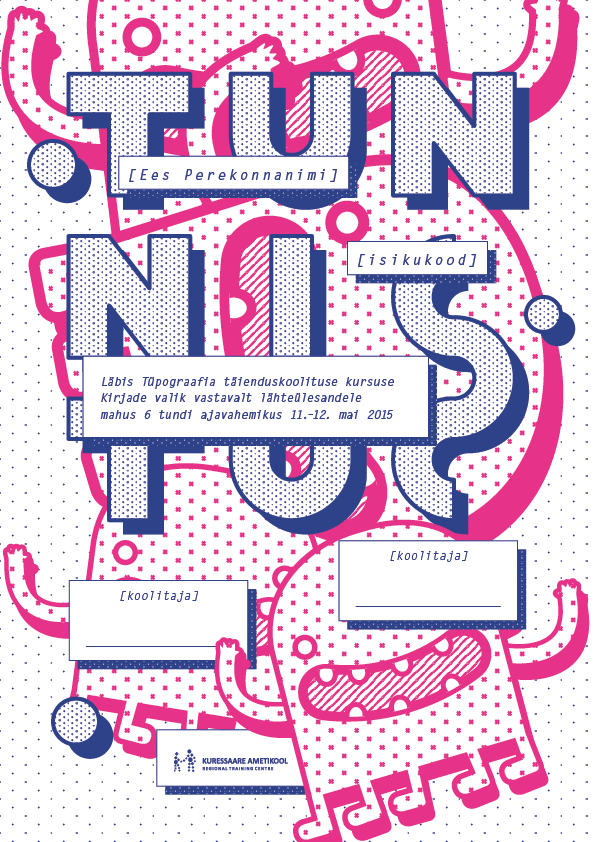 TUN
[Ees Perekonnanimi]
NIS
[isikukood]
TUS
Läbis Tüpograafia täienduskoolituse kursuse
Kirjade valik vastavalt lähteülesandele
mahus 6 tundi ajavahemikus 11.-12. mai 2015
[koolitaja]
[koolitaja]
KURESSAARE AMETIKOOL
REGIONAL TRAINING CENTRE